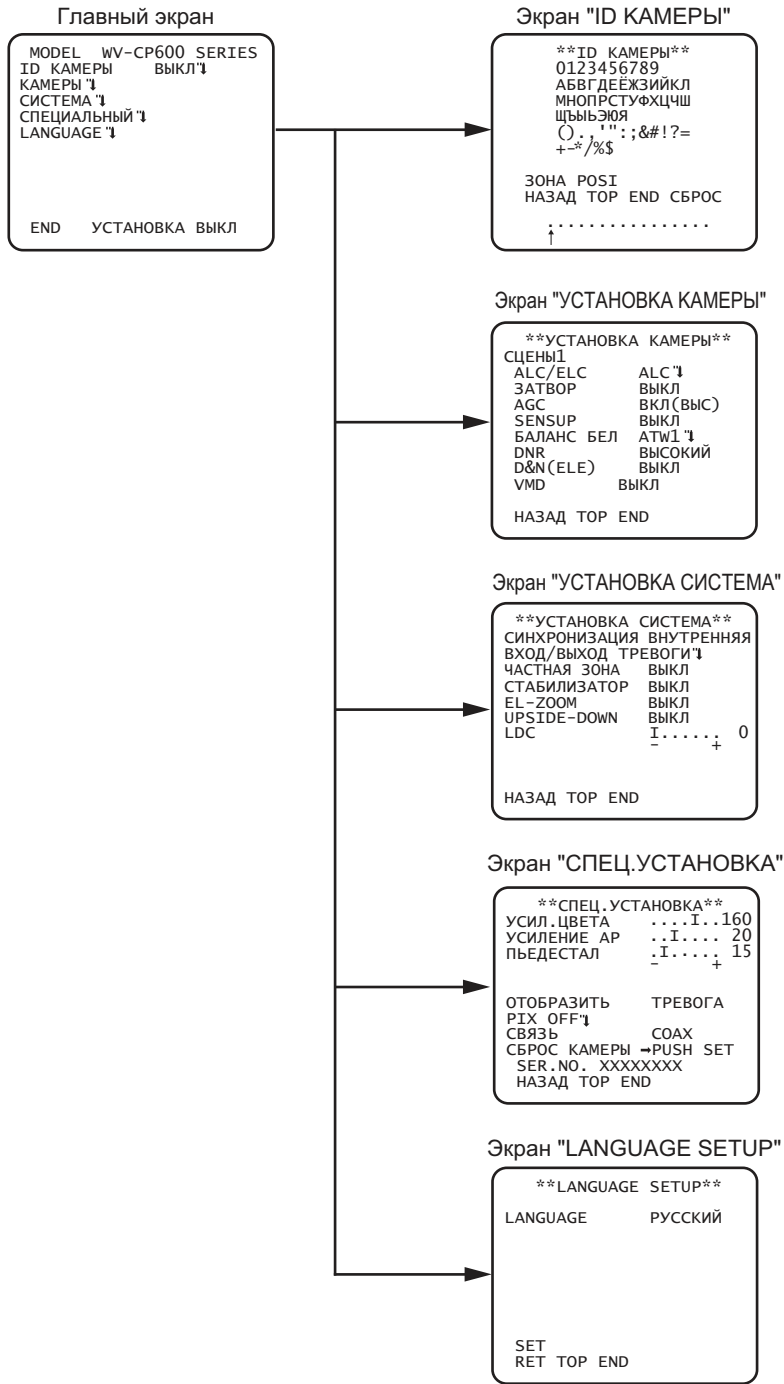 Главный экран
MODEL WV-CP600 SERIES
ID КАМЕРЫ ВЫКЛ
КАМЕРЫ
СИСТЕМА
СПЕЦИАЛЬНЫЙ
LANGUAGE
END УСТАНОВКА ВЫКЛ
Экран "ID КАМЕРЫ"
**ID КАМЕРЫ**
0123456789
АБВГДЕЁЖЗИЙКЛ
МНОПРСТУФХЦЧШ
ЩЪЫЬЭЮЯ
().,'":;&#!?=
+-*/%$
ЗОНА POSI
НАЗАД TOP END СБРОС
................
↑
Экран "УСТАНОВКА КАМЕРЫ"
**УСТАНОВКА КАМЕРЫ**
СЦЕНЫ1
ALC/ELC ALC
ЗАТВОР ВЫКЛ
AGC ВКЛ(ВЫС)
SENSUP ВЫКЛ
БАЛАНС БЕЛ ATW1
DNR ВЫСОКИЙ
D&N(ELE) ВЫКЛ
VMD ВЫКЛ
НАЗАД TOP END
Экран "УСТАНОВКА СИСТЕМА"
**УСТАНОВКА СИСТЕМА**
СИНХРОНИЗАЦИЯ ВНУТРЕННЯЯ
ВХОД/ВЫХОД ТРЕВОГИ
ЧАСТНАЯ ЗОНА ВЫКЛ
СТАБИЛИЗАТОР ВЫКЛ
EL-ZOOM ВЫКЛ
UPSIDE-DOWN ВЫКЛ
LDC I...... 0
- +
НАЗАД TOP END
Экран "СПЕЦ.УСТАНОВКА"
**СПЕЦ.УСТАНОВКА**
УСИЛ.ЦВЕТА ....I..160
УСИЛЕНИЕ AP ..I.... 20
ПЬЕДЕСТАЛ .I..... 15
- +
ОТОБРАЗИТЬ ТРЕВОГА
PIX OFF
СВЯЗЬ COAX
СБРОС КАМЕРЫ →PUSH SET
SER.NO. XXXXXXXX
НАЗАД TOP END
Экран "LANGUAGE SETUP"
**LANGUAGE SETUP**
LANGUAGE РУССКИЙ
SET
RET TOP END